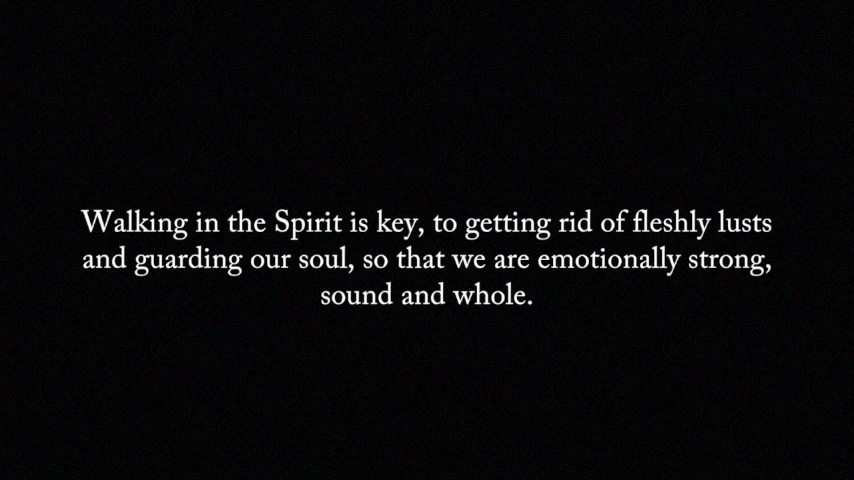 Walking in the Spirit is key, to getting rid of fleshly lusts
and guarding our soul, so that we are emotionally strong,
sound and whole.